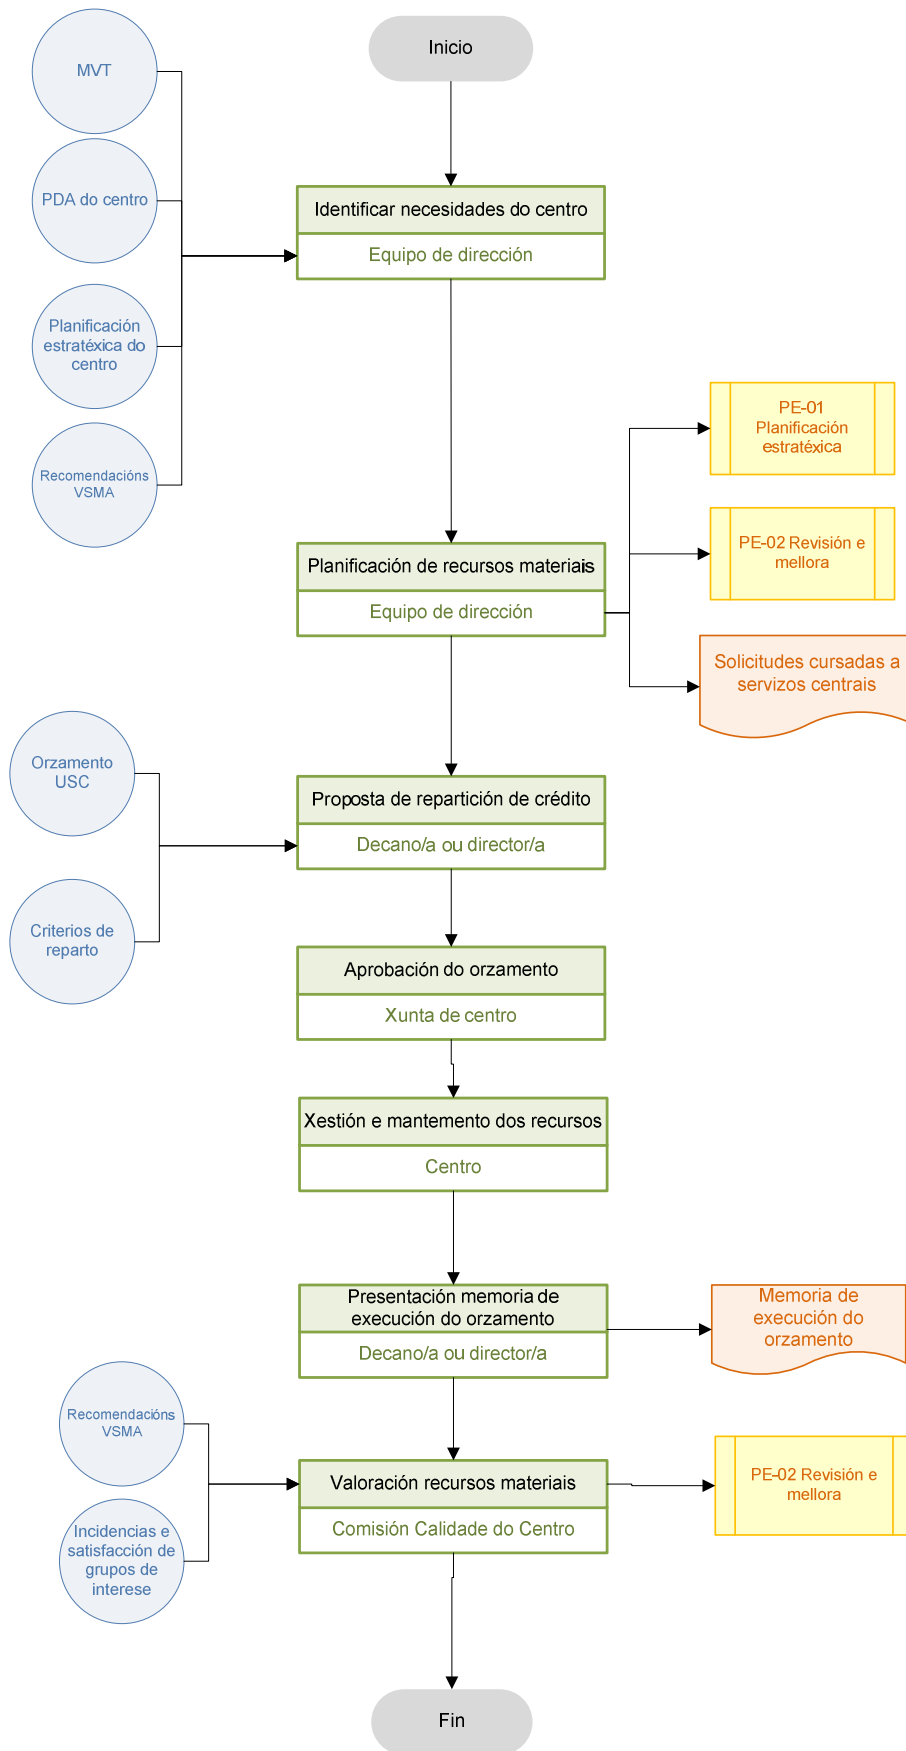 Inicio
MVT
PDA do centro
Identificar necesidades do centro
Equipo de dirección
Planificación
estratéxica do
centro
Recomendacións
VSMA
PE-01
Planificación
estratéxica
PE-02 Revisión e
mellora
Planificación de recursos materiais
Equipo de dirección
Solicitudes cursadas a
servizos centrais
Orzamento
USC
Proposta de repartición de crédito
Decano/a ou director/a
Criterios de
reparto
Aprobación do orzamento
Xunta de centro
Xestión e mantemento dos recursos
Centro
Presentación memoria de
execución do orzamento
Decano/a ou director/a
Memoria de
execución do
orzamento
Recomendacións
VSMA
Valoración recursos materiais
Comisión Calidade do Centro
PE-02 Revisión e
mellora
Incidencias e
satisfacción de
grupos de
interese
Fin